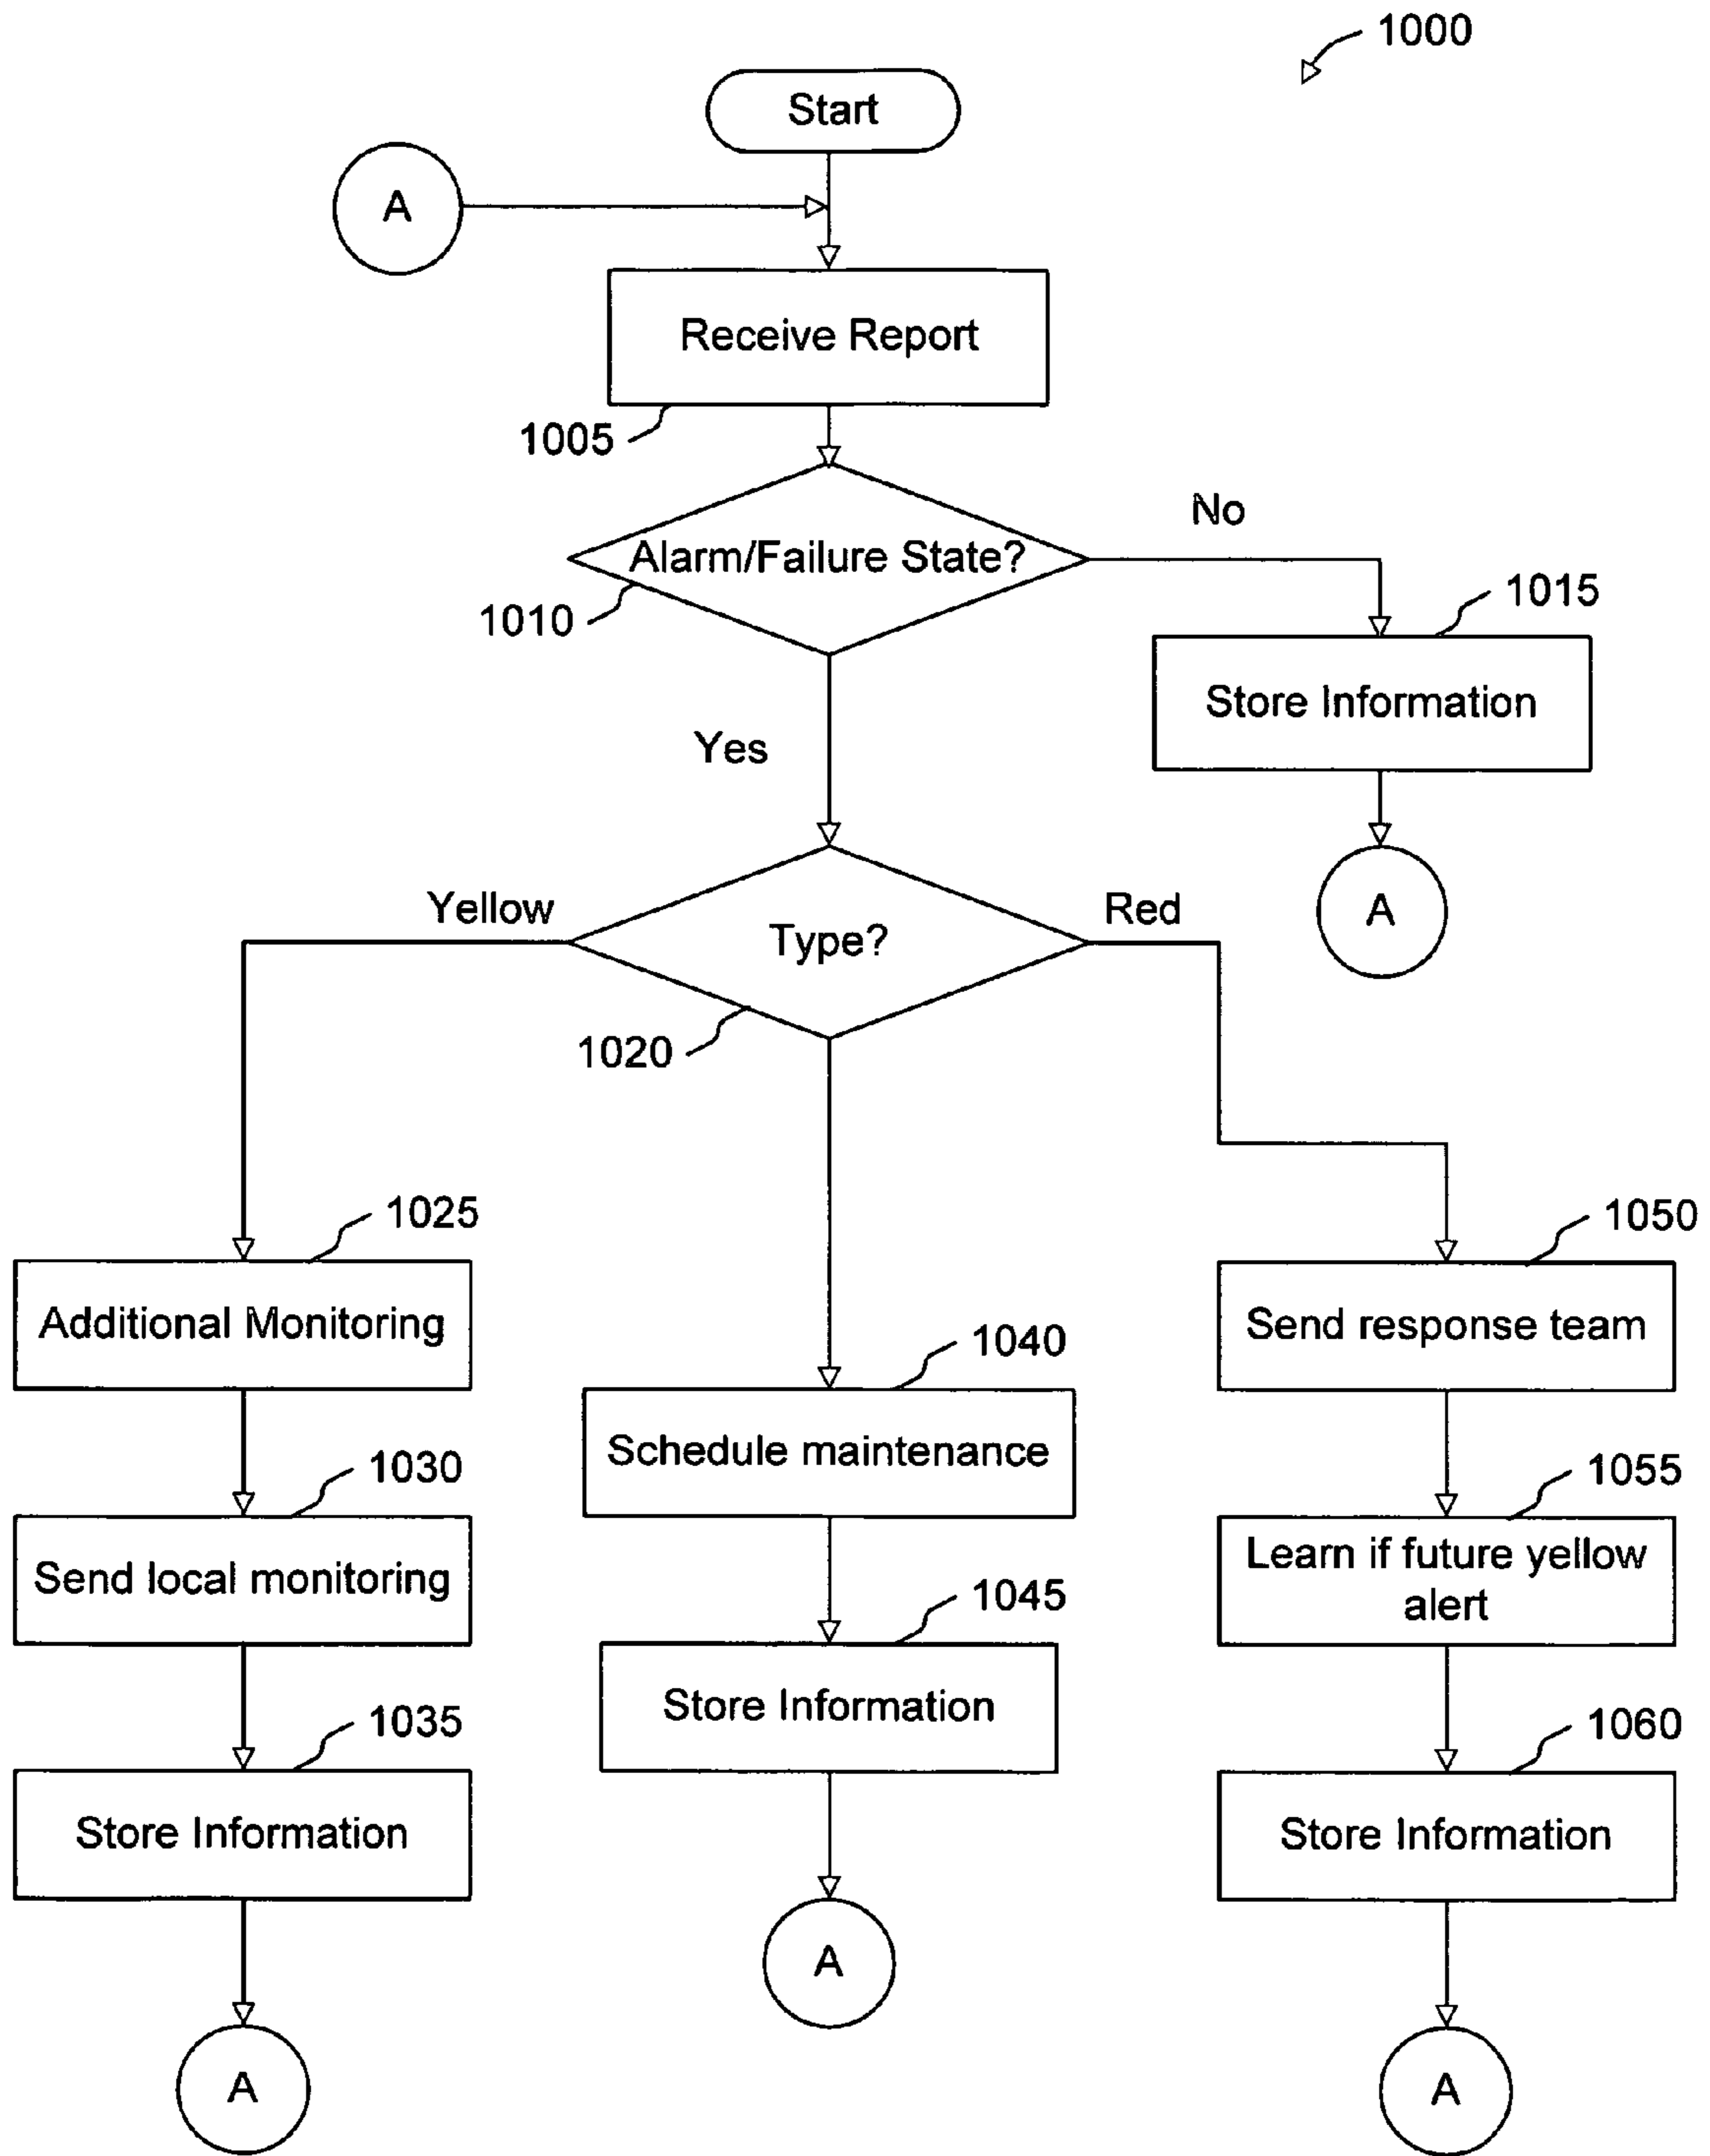 1000
Start
A
Receive Report
1005
Alarm/Failure State?
No
1010
1015
Store Information
Yes
A
Yellow
Red
Type?
1020
1025
1050
Additional Monitoring
Send response team
1040
Schedule maintenance
1030
1055
Send local monitoring
Learn if future yellow
alert
1045
Store Information
1035
1060
Store Information
Store Information
A
A
A